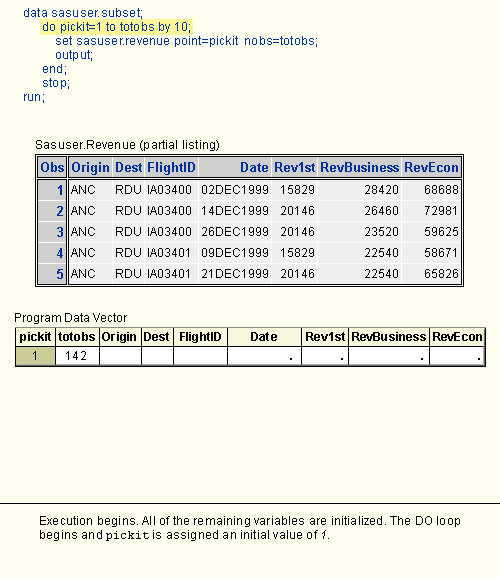 data sasuser.subset;
do pickit=1 to totobs by 10;
set sasuser.revenue point=pickit nobs=totobs;
output;
end;
stop;
run;
Sasuser.Revenue (partial listing)
Obs Origin Dest FlightID Date Rev1st RevBusiness RevEcon
1 ANC RDU IA03400 02DEC1999 15829 28420 68688
2 ANC RDU IA03400 14DEC1999 20146 26460 72981
3 ANC RDU IA03400 26DEC1999 20146 23520 59625
4 ANC RDU IA03401 09DEC1999 15829 22540 58671
5 ANC RDU IA03401 21DEC1999 20146 22540 65826
Program Data Vector
pickit totobs Origin Dest FlightID Date Rev1st RevBusiness RevEcon
1 142 . . . .
Execution begins. All of the remaining variables are initialized. The DO loop
begins and pickit is assigned an initial value of 1.